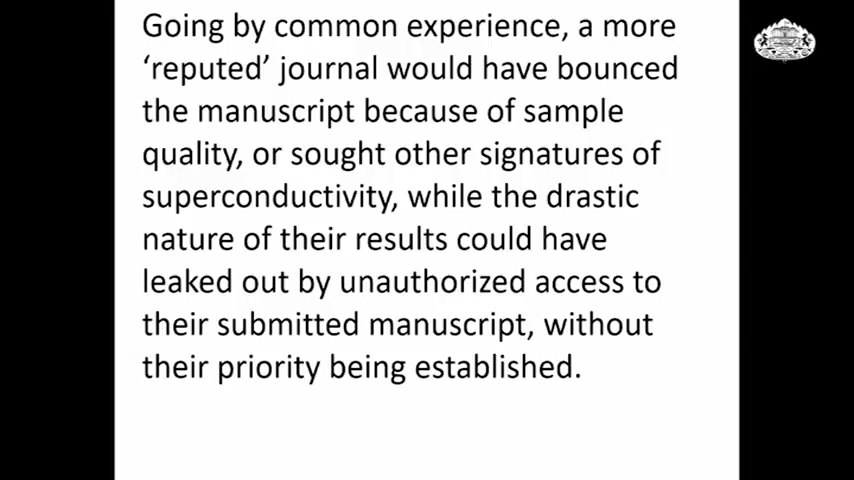 Going by common experience, a more
‘reputed’ journal would have bounced
the manuscript because of sample
quality, or sought other signatures of
superconductivity, while the drastic
nature of their results could have
leaked out by unauthorized access to
their submitted manuscript, without
their priority being established.